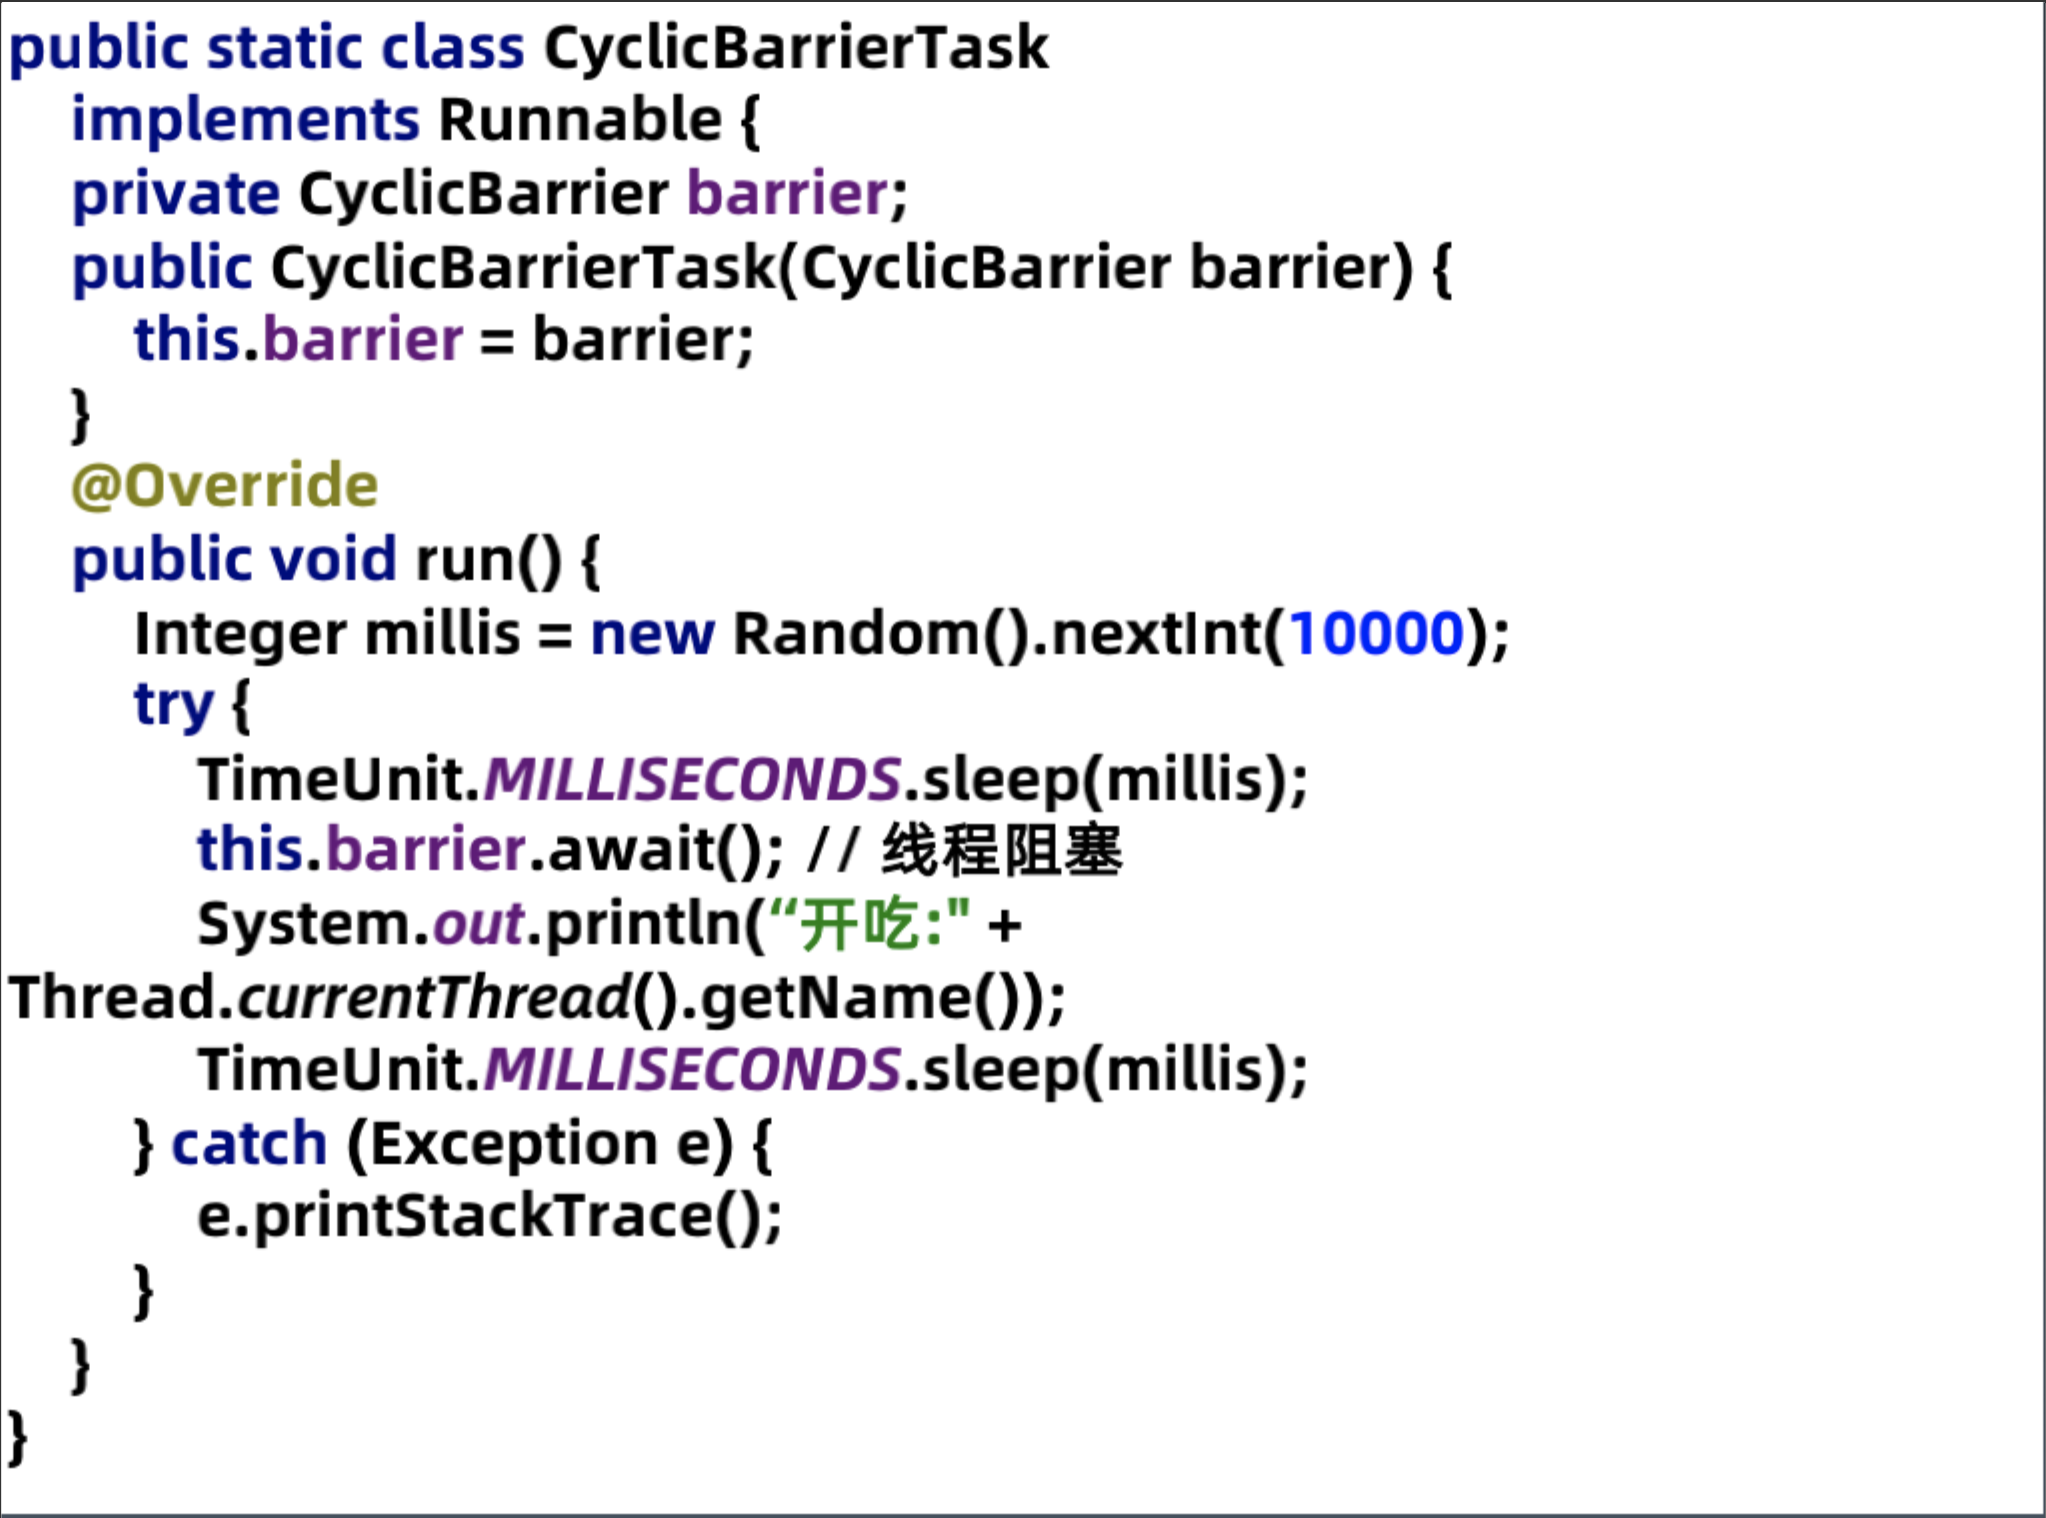 public static class CyclicBarrierTask
implements Runnable {
private CyclicBarrier barrier;
public CyclicBarrierTask(CyclicBarrier barrier) {
this.barrier = barrier;
}
@Override
public void run() {
Integer millis = new Random().nextInt(10000);
try {
TimeUnit.MILLISECONDS.sleep(millis);
this.barrier.await(); // 线程阻塞
System.out.println(“开吃:" +
Thread.currentThread().getName());
TimeUnit.MILLISECONDS.sleep(millis);
} catch (Exception e) {
e.printStackTrace();
}
}
}